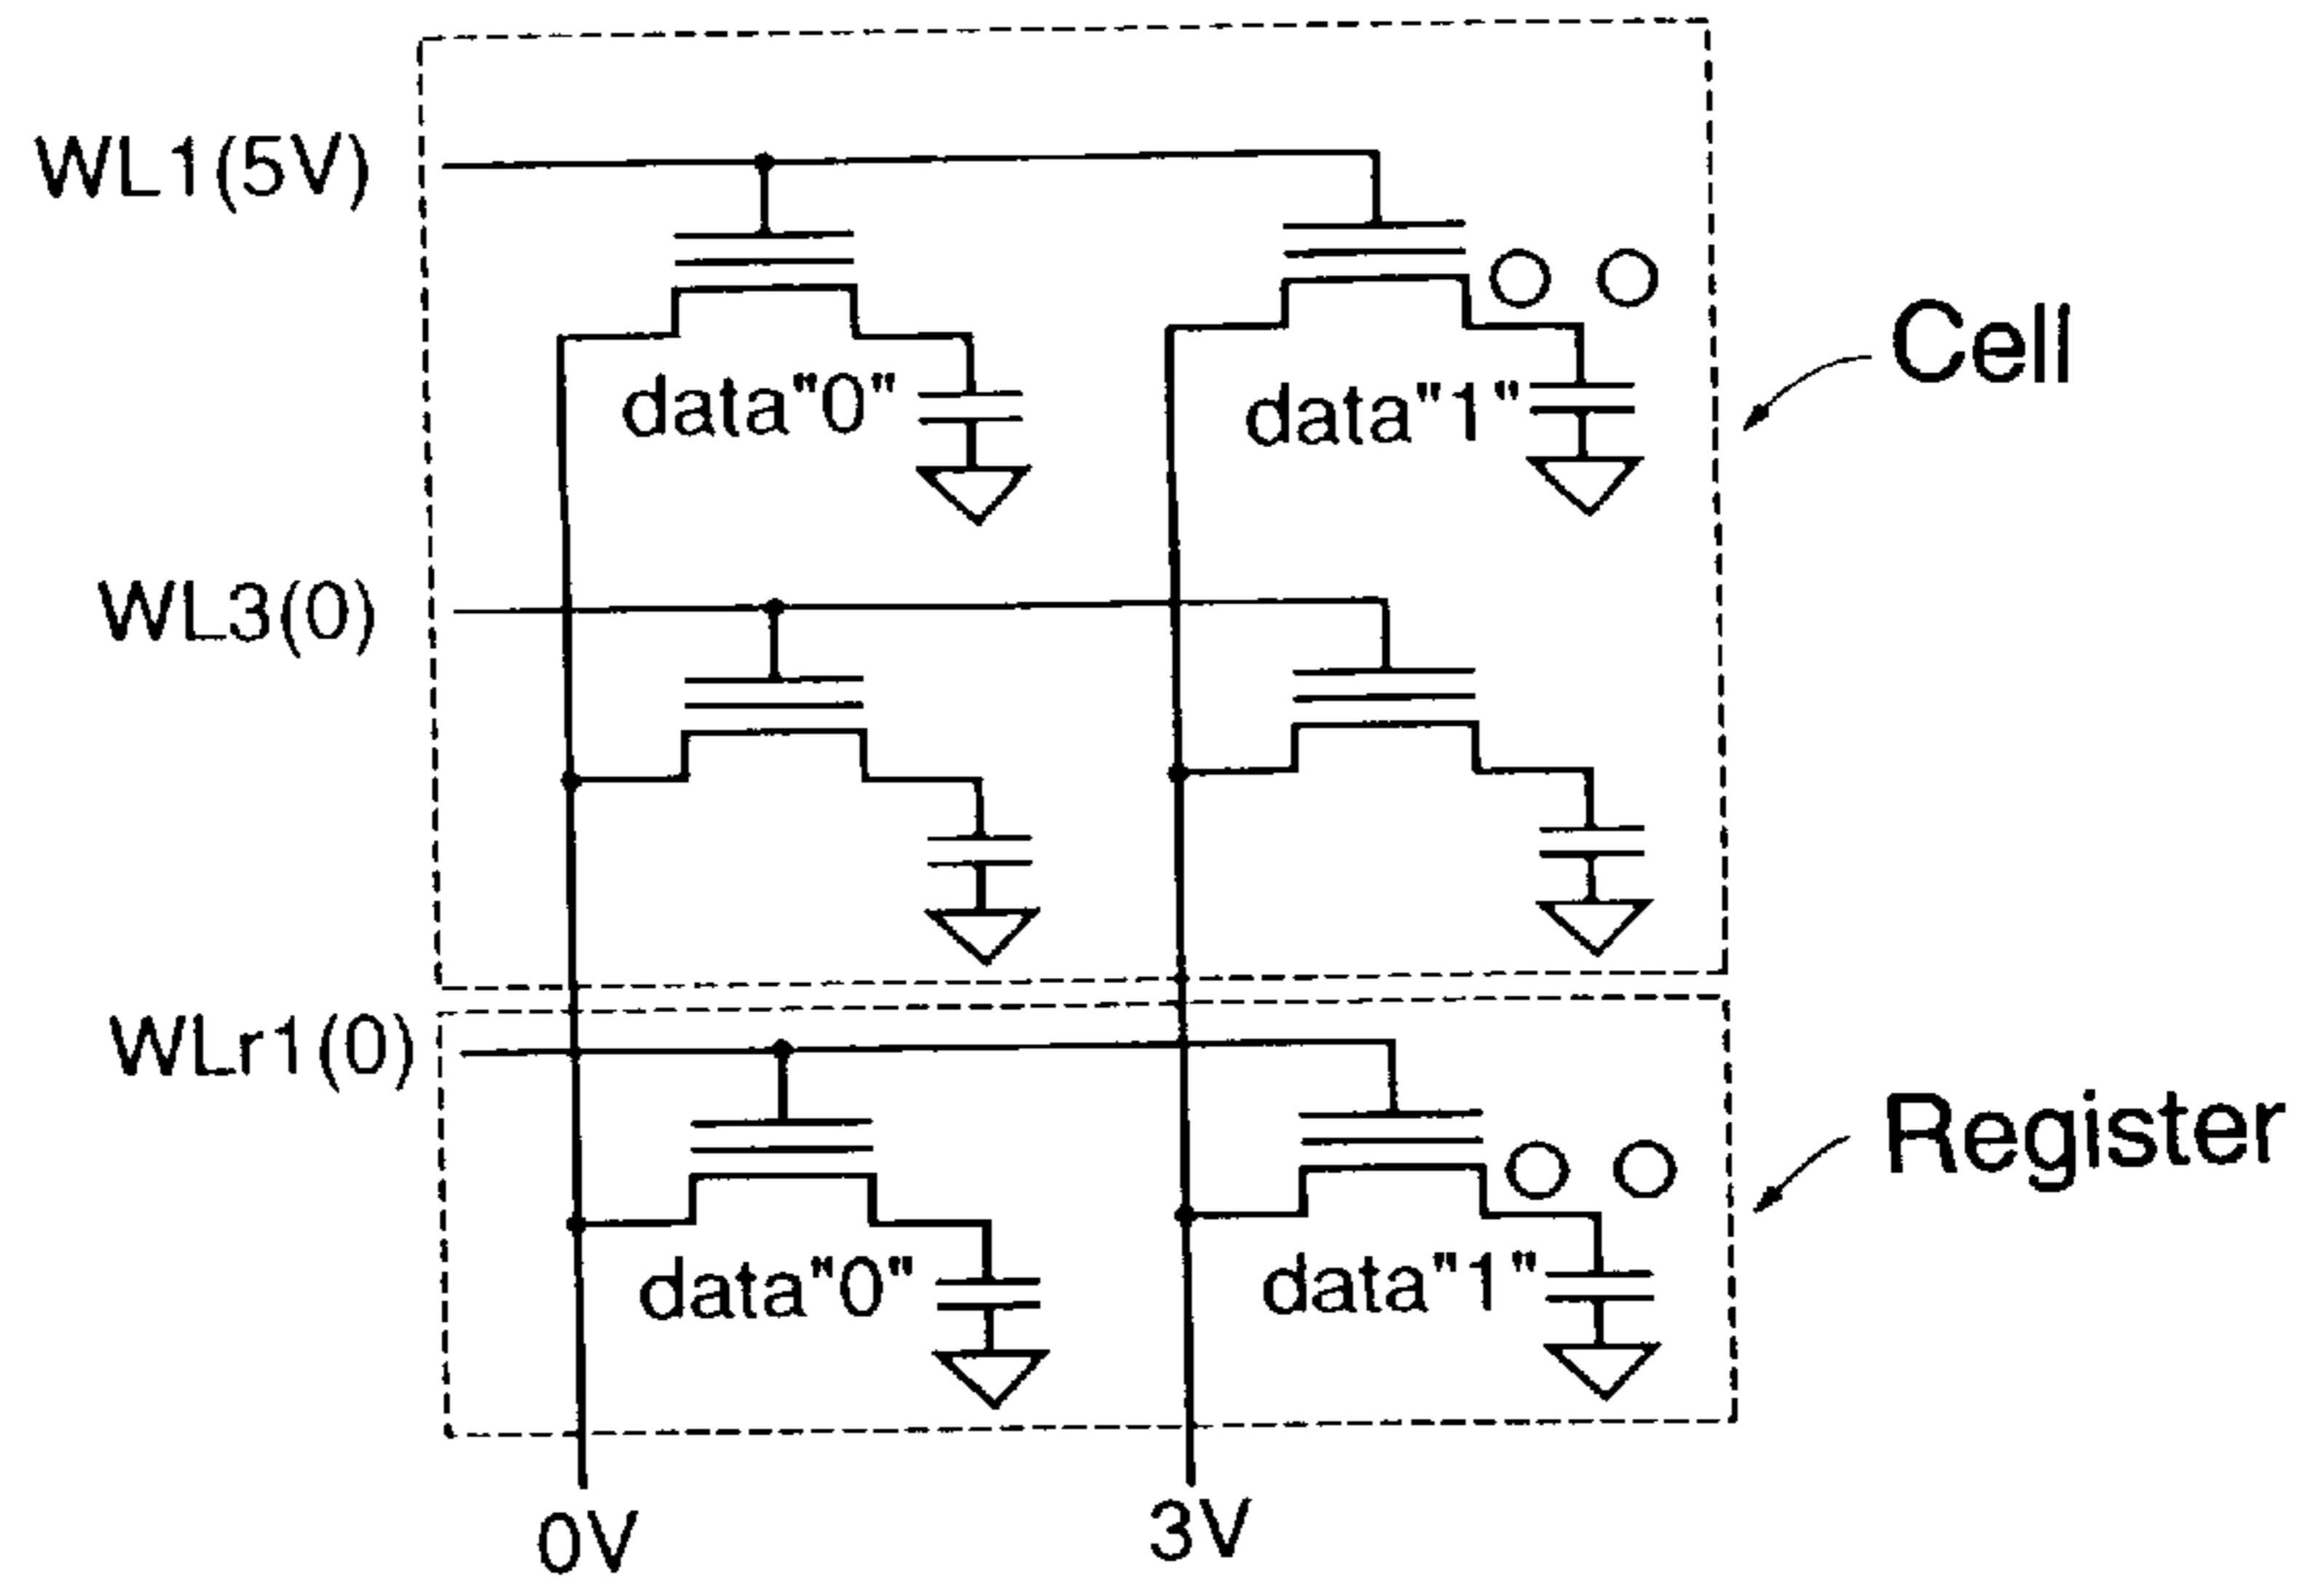 WL1(5V)
data"0"
data"1"
Cell
WL3(0)
WLr1(0)
Register
data"0"
data"1"
0V
3V